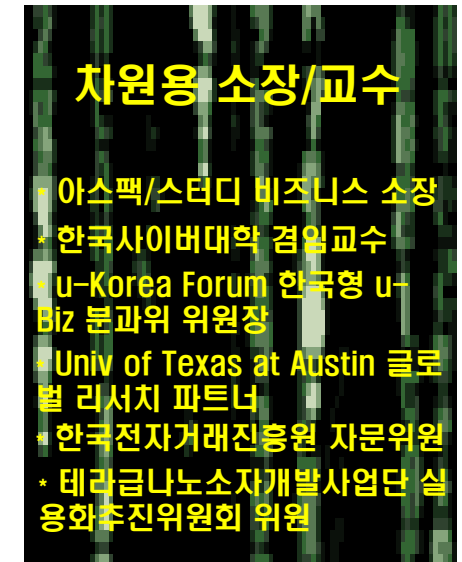 차원용 소장/교수
* 아스팩/스터디 비즈니스 소장
* 한국사이버대학 겸임교수
* u-Korea Forum 한국형 u-
Biz 분과위 위원장
* Univ of Texas at Austin 글로
벌 리서치 파트너
* 한국전자거래진흥원 자문위원
* 테라급나노소자개발사업단 실
용화추진위원회 위원